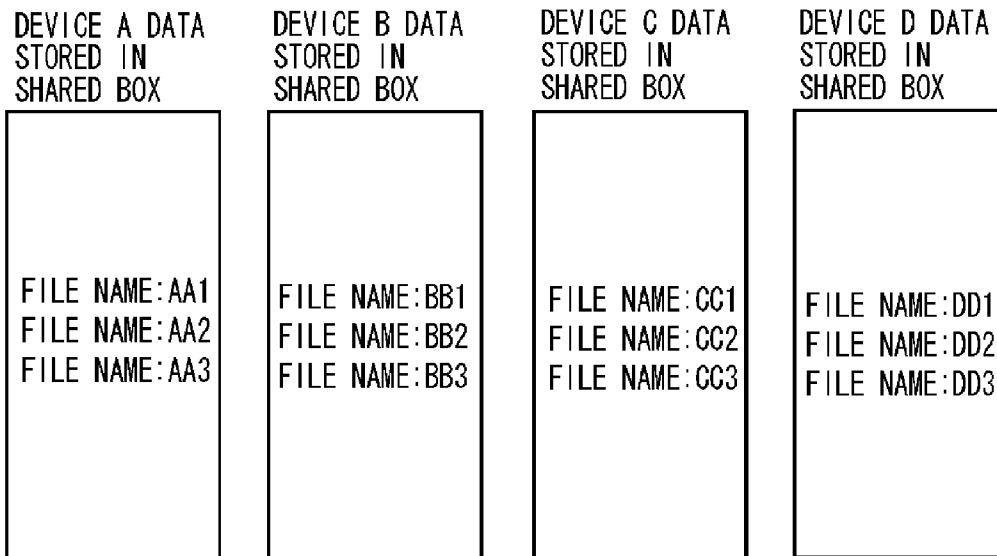 DEVICE A DATA
STORED IN
SHARED BOX
FILE NAME:AA1
FILE NAME:AA2
FILE NAME:AA3
DEVICE B DATA
STORED IN
SHARED BOX
FILE NAME:BB1
FILE NAME:BB2
FILE NAME:BB3
DEVICE C DATA
STORED IN
SHARED BOX
FILE NAME:CC1
FILE NAME:CC2
FILE NAME:CC3
DEVICE D DATA
STORED IN
SHARED BOX
FILE NAME:DD1
FILE NAME:DD2
FILE NAME:DD3